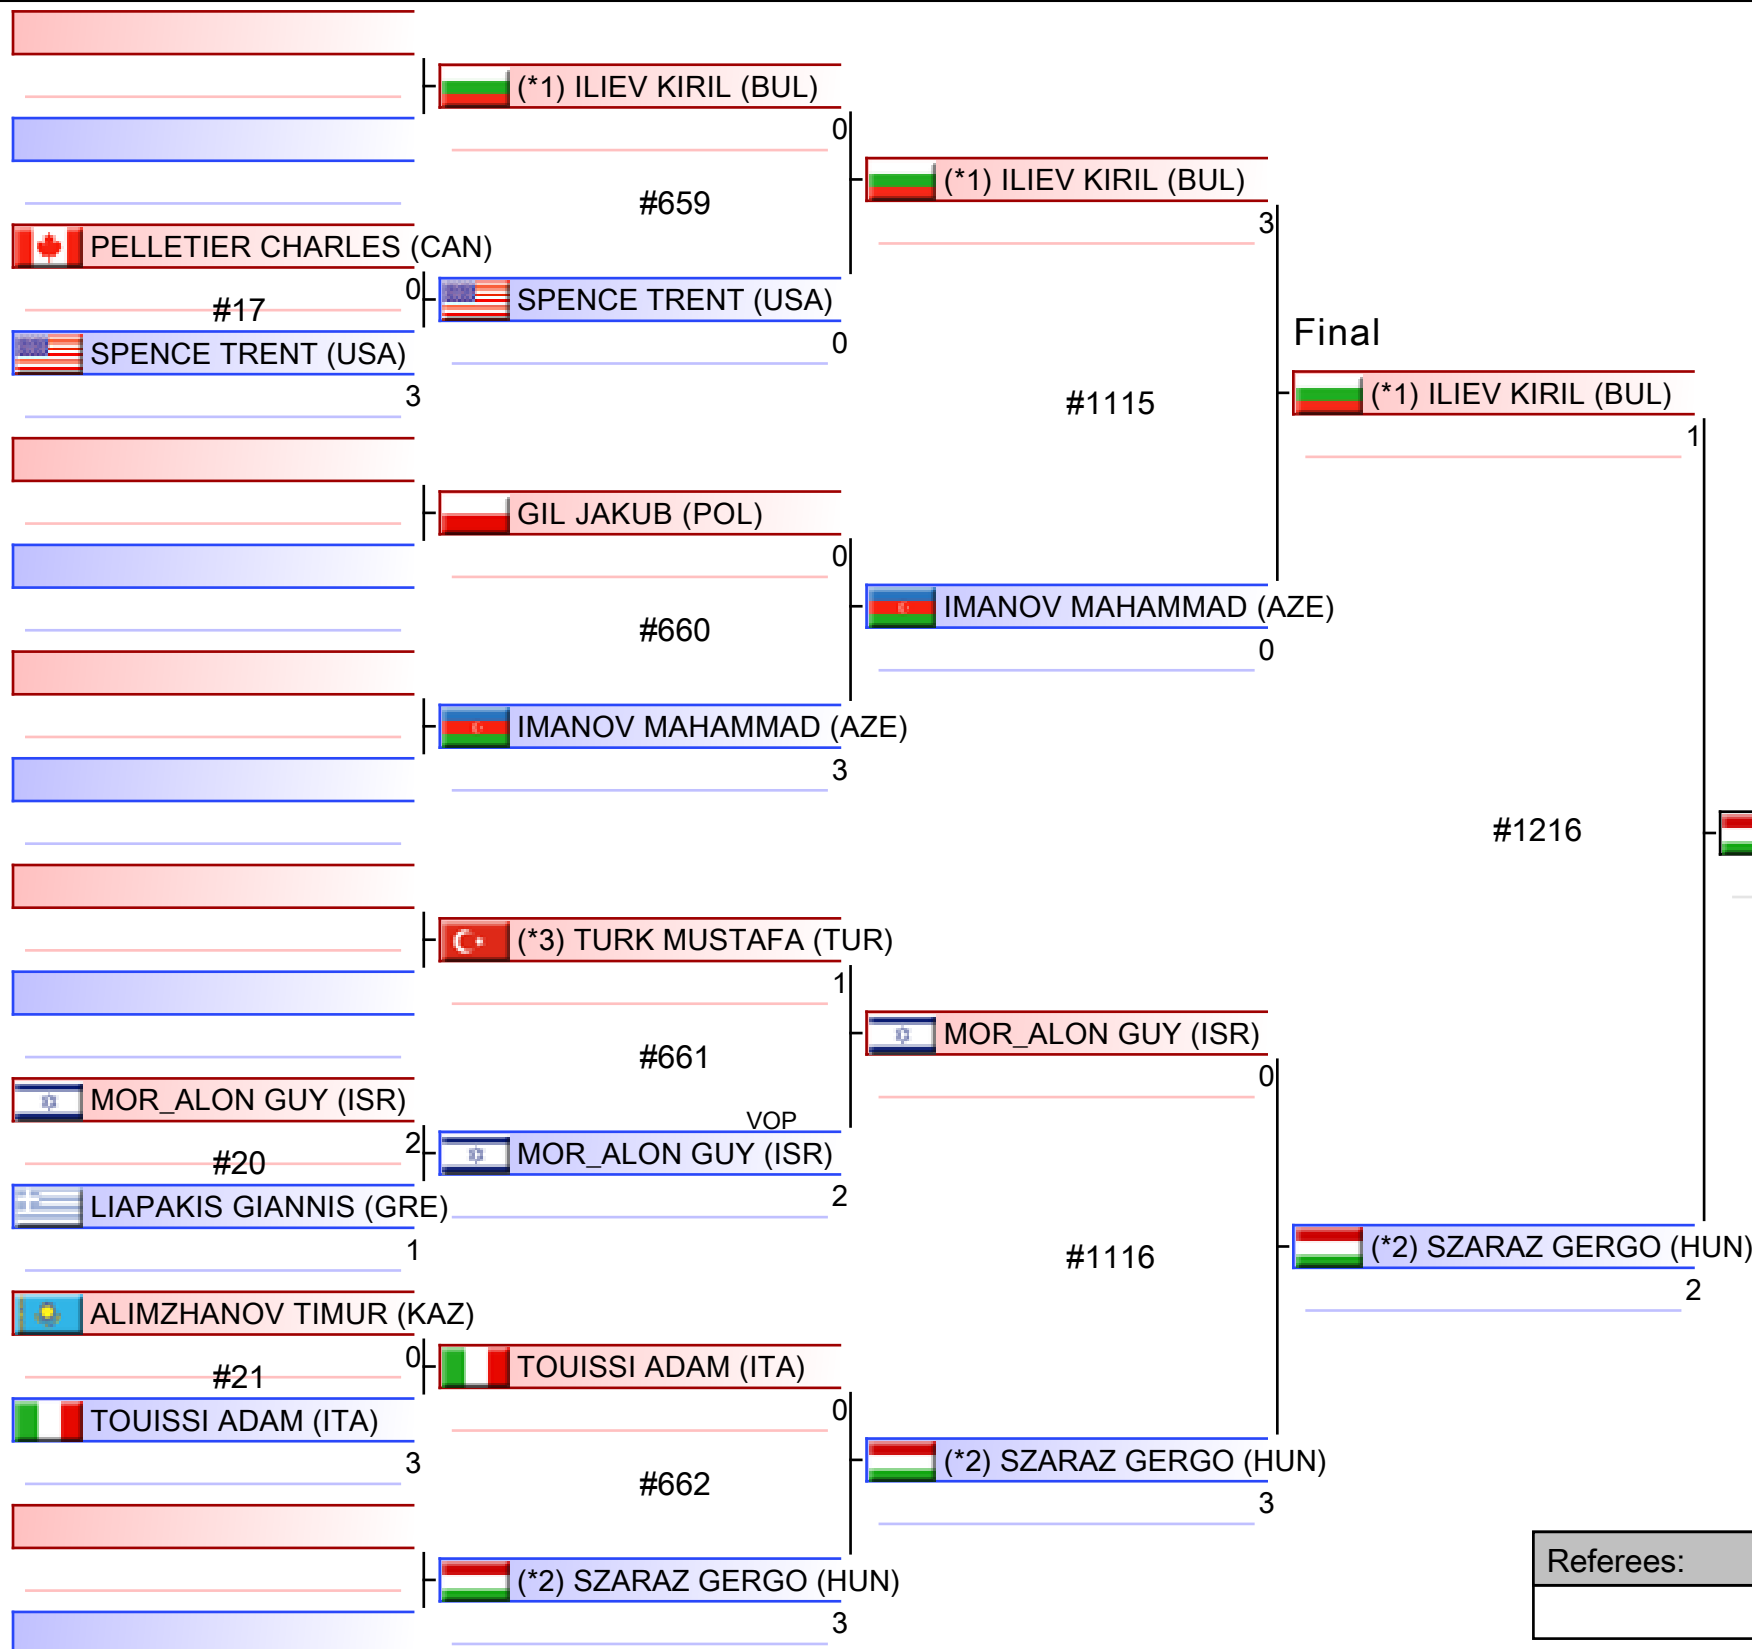 (*1) ILIEV KIRIL (BUL)
0
(*1) ILIEV KIRIL (BUL)
#659
3
PELLETIER CHARLES (CAN)
0
SPENCE TRENT (USA)
#17
0
SPENCE TRENT (USA)
3
Final
(*1) ILIEV KIRIL (BUL)
#1115
1
GIL JAKUB (POL)
0
IMANOV MAHAMMAD (AZE)
#660
0
IMANOV MAHAMMAD (AZE)
3
#1216
(*3) TURK MUSTAFA (TUR)
1
MOR_ALON GUY (ISR)
#661
0
MOR_ALON GUY (ISR)
VOP
2
MOR_ALON GUY (ISR)
#20
2
LIAPAKIS GIANNIS (GRE)
1
#1116
(*2) SZARAZ GERGO (HUN)
2
ALIMZHANOV TIMUR (KAZ)
0
TOUISSI ADAM (ITA)
#21
0
TOUISSI ADAM (ITA)
3
(*2) SZARAZ GERGO (HUN)
#662
3
(*2) SZARAZ GERGO (HUN)
3
Referees: